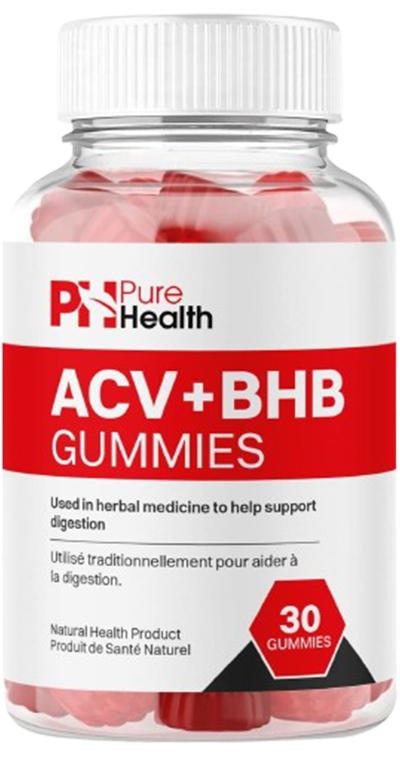 PH Pure
Health
ACV+BHB
GUMMIES
Used in herbal medicine to help support
digestion
Utilisé traditionnellement pour aider à
la digestion.
Natural Health Product
Produit de Santé Naturel
30
GUMMIES